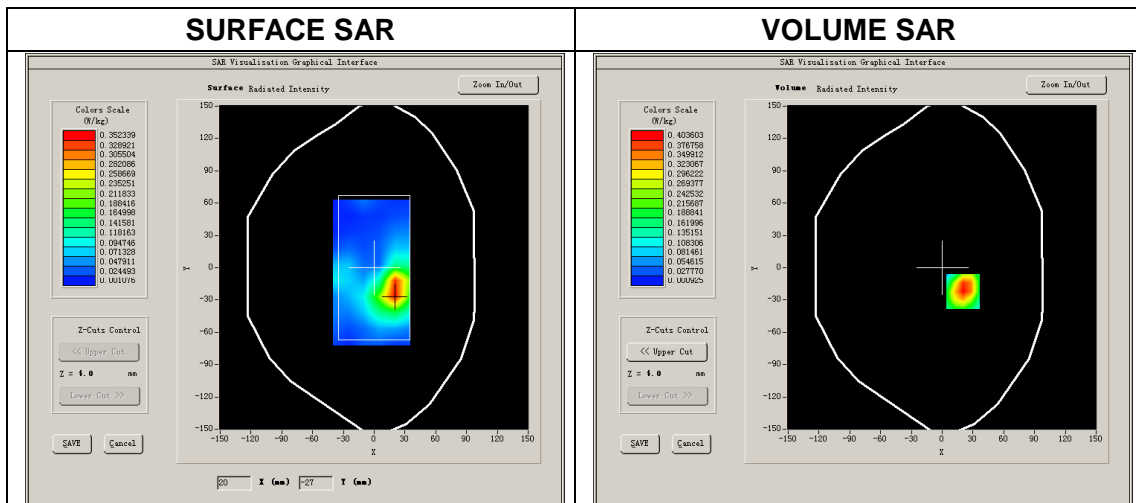 SURFACE SAR
SAR Visualisation Graphical Interface
Surface Radiated Intensity
Zoom In/Out
Colors Scale
(W/kg)
0.352339
0.328921
0.305504
0.282086
0.258669
0.235251
0.211833
0.188416
0.164998
0.141581
0.118163
0.094746
0.071328
0.047911
0.024493
0.001076
150
120
90
60
30
0
-30
-60
-90
-120
-150
Y
-150 -120 -90 -60 -30 0 30 60 90 120 150
X
Z-Cuts Control
<< Upper Cut
Z = 4.0 mm
Lower Cut >>
SAVE Cancel
20 X (mm) -27 Y (mm)
VOLUME SAR
SAR Visualisation Graphical Interface
Volume Radiated Intensity
Zoom In/Out
Colors Scale
(W/kg)
0.403603
0.376758
0.349912
0.323067
0.296222
0.269377
0.242532
0.215687
0.188841
0.161996
0.135151
0.108306
0.081461
0.054615
0.027770
0.000925
150
120
90
60
30
0
-30
-60
-90
-120
-150
Y
-150 -120 -90 -60 -30 0 30 60 90 120 150
X
Z-Cuts Control
<< Upper Cut
Z = 4.0 mm
Lower Cut >>
SAVE Cancel